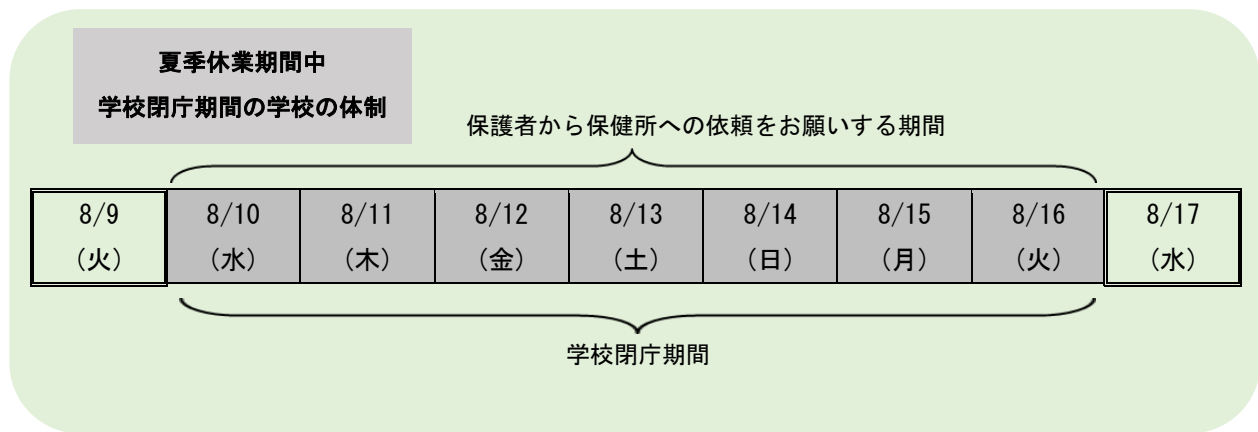 夏季休業期間中
学校閉庁期間の学校の体制
保護者から保健所への依頼をお願いする期間
8/9 8/10 8/11 8/12 8/13 8/14 8/15 8/16 8/17
（火） （水） （木） （金） （土） （日） （月） （火） （水）
学校閉庁期間